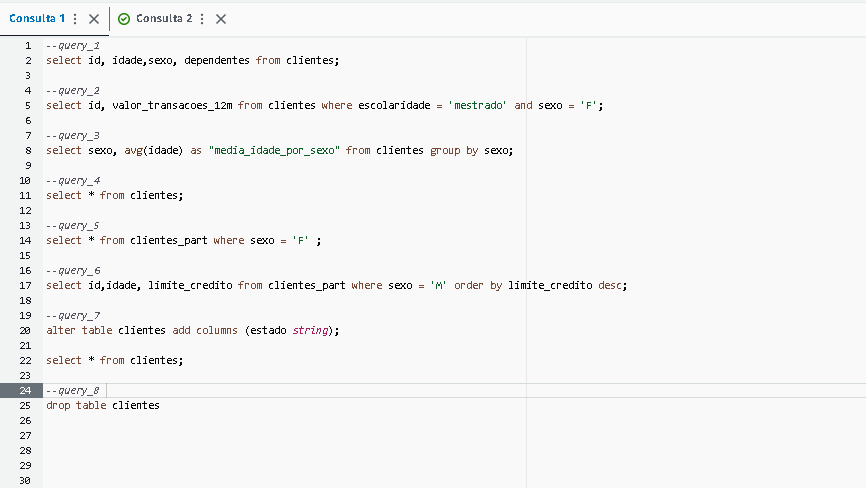 Consulta 1
Consulta 2
1 --query_1
2 select id, idade,sexo, dependentes from clientes;
3
4 --query_2
5 select id, valor_transacoes_12m from clientes where escolaridade = 'mestrado' and sexo = 'F';
6
7 --query_3
8 select sexo, avg(idade) as "media_idade_por_sexo" from clientes group by sexo;
9
10 --query_4
11 select * from clientes;
12
13 --query_5
14 select * from clientes_part where sexo = 'F' ;
15
16 --query_6
17 select id,idade, limite_credito from clientes_part where sexo = 'M' order by limite_credito desc;
18
19 --query_7
20 alter table clientes add columns (estado string);
21
22 select * from clientes;
23
24 --query_8
25 drop table clientes
26
27
28
29
30